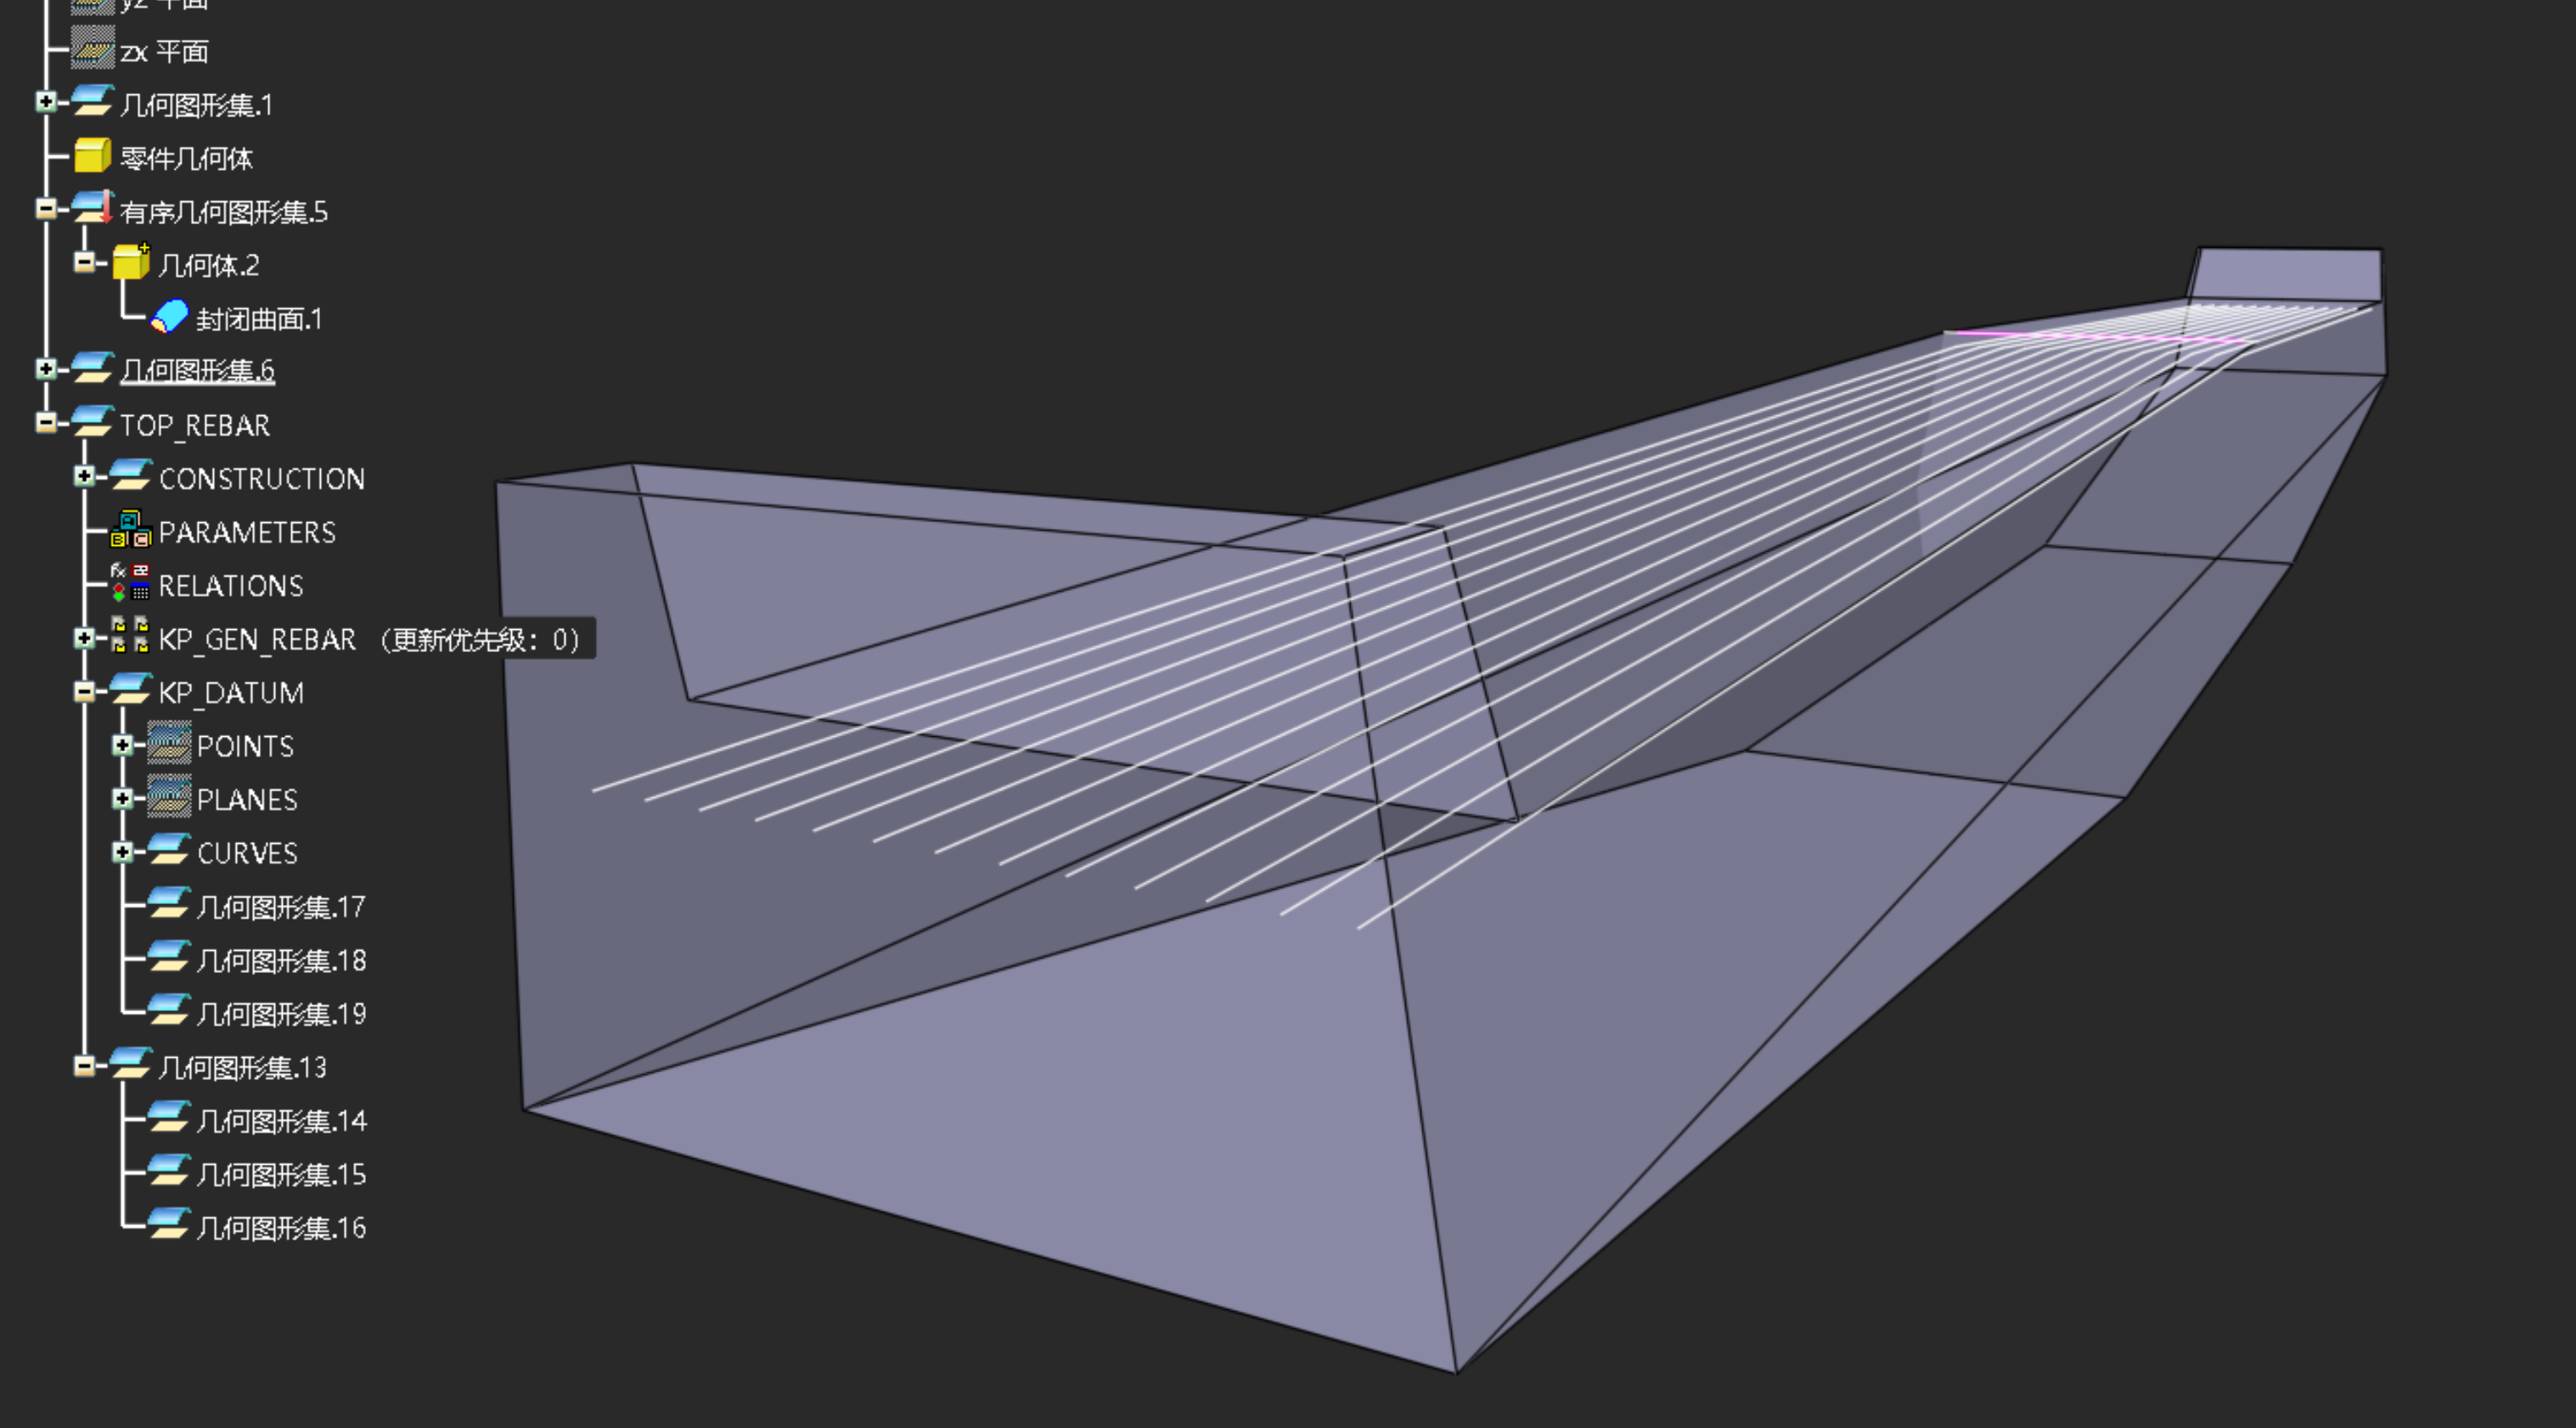 yz 平面
zx 平面
几何图形集.1
零件几何体
有序几何图形集.5
几何体.2
封闭曲面.1
几何图形集.6
TOP_REBAR
CONSTRUCTION
PARAMETERS
RELATIONS
KP_GEN_REBAR （更新优先级：0）
KP_DATUM
POINTS
PLANES
CURVES
几何图形集.17
几何图形集.18
几何图形集.19
几何图形集.13
几何图形集.14
几何图形集.15
几何图形集.16